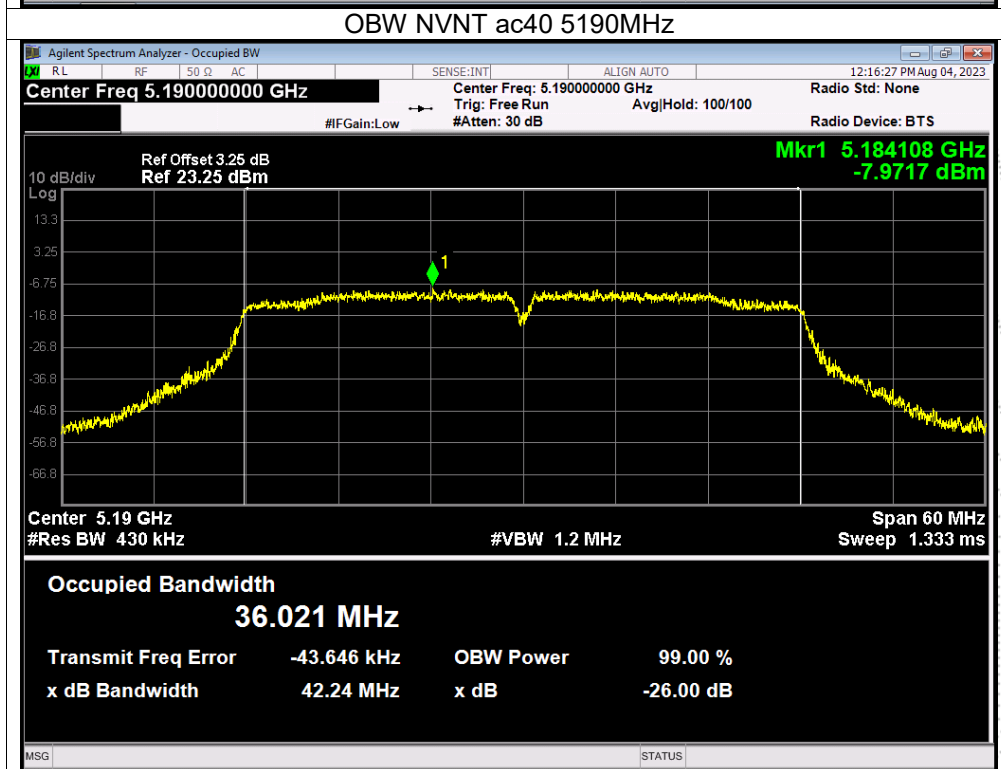 OBW NVNT ac40 5190MHz
Agilent Spectrum Analyzer - Occupied BW
LXI RL RF 50 Ω AC SENSE:INT ALIGN AUTO 12:16:27 PM Aug 04, 2023
Center Freq 5.190000000 GHz Center Freq: 5.190000000 GHz Radio Std: None
Trig: Free Run Avg|Hold: 100/100
#IFGain:Low #Atten: 30 dB Radio Device: BTS
Mkr1 5.184108 GHz
-7.9717 dBm
Ref Offset 3.25 dB
10 dB/div Ref 23.25 dBm
Log
13.3
3.25
1
-6.75
-16.8
-26.8
-36.8
-46.8
-56.8
-66.8
Center 5.19 GHz Span 60 MHz
#Res BW 430 kHz #VBW 1.2 MHz Sweep 1.333 ms
Occupied Bandwidth
36.021 MHz
Transmit Freq Error -43.646 kHz OBW Power 99.00 %
x dB Bandwidth 42.24 MHz x dB -26.00 dB
MSG STATUS